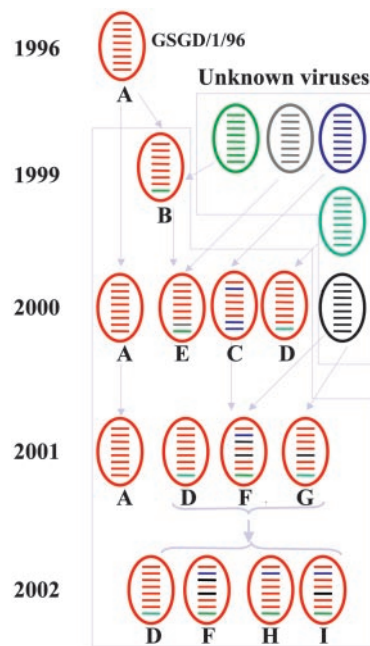 1996
GSGD/1/96
A
Unknown viruses
1999
B
2000
A E C D
2001
A D F G
2002
D F H I